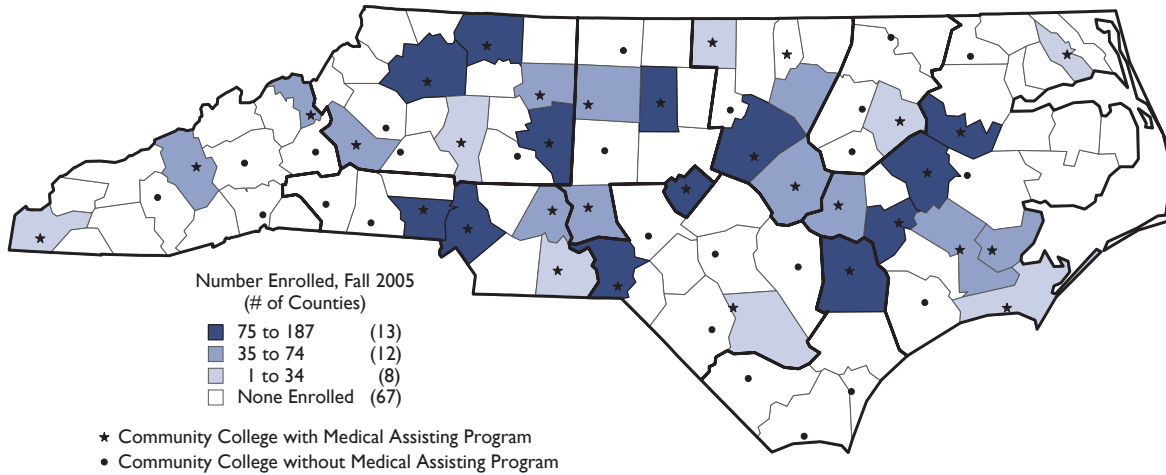 Number Enrolled, Fall 2005
(# of Counties)
75 to 187 (13)
35 to 74 (12)
1 to 34 (8)
None Enrolled (67)
Community College with Medical Assisting Program
Community College without Medical Assisting Program